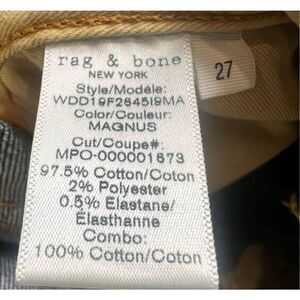 rag & bone
NEW YORK
Style/Modéle:
WDD19F2645I9MA
Color/Couleur:
MAGNUS
Cut/Coupe#:
MPO-000001673
97.5% Cotton/Coton
2% Polyester
0.5% Elastane/
Élasthanne
Combo:
100% Cotton/Coton
27